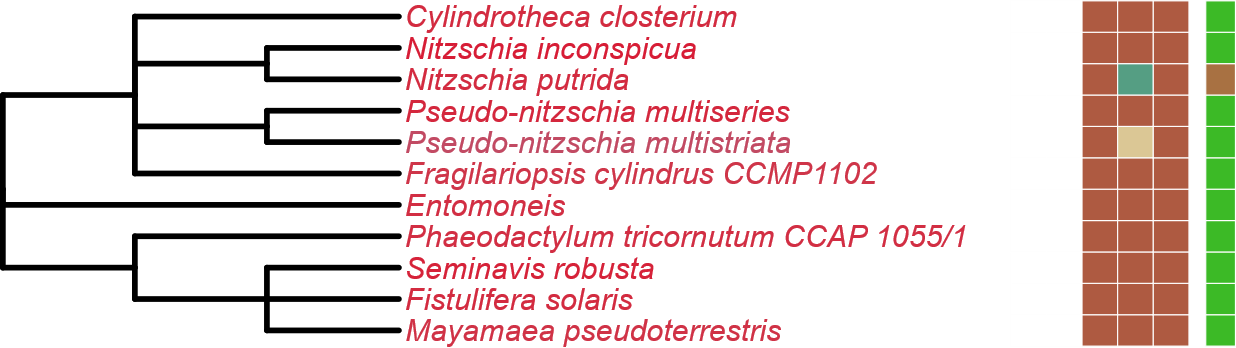 Cylindrotheca closterium
Nitzschia inconspicua
Nitzschia putrida
Pseudo-nitzschia multiseries
Pseudo-nitzschia multistriata
Fragilariopsis cylindrus CCMP1102
Entomoneis
Phaeodactylum tricornutum CCAP 1055/1
Seminavis robusta
Fistulifera solaris
Mayamaea pseudoterrestris